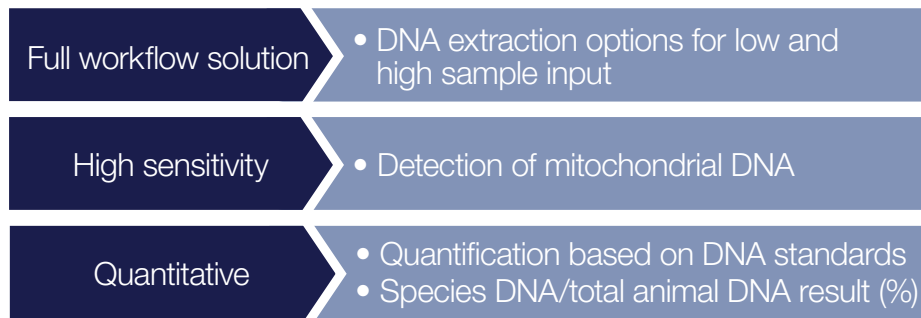 Full workflow solution
• DNA extraction options for low and
high sample input
High sensitivity
• Detection of mitochondrial DNA
Quantitative
• Quantification based on DNA standards
• Species DNA/total animal DNA result (%)